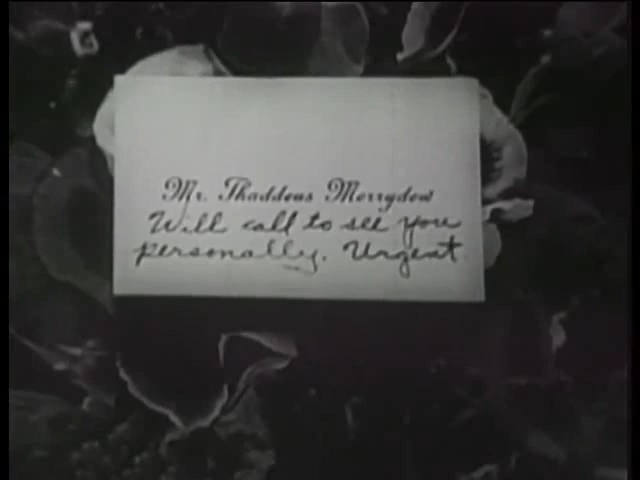 Mr. Thaddeus Merrydew
Will call to see you
personally. Urgent.